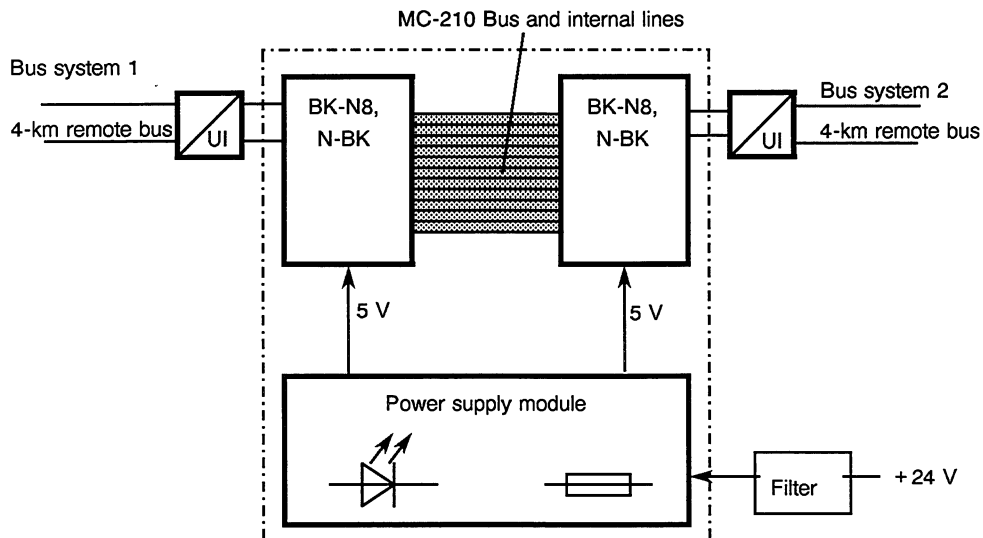 MC-210 Bus and internal lines
Bus system 1
4-km remote bus
UI
BK-N8,
N-BK
BK-N8,
N-BK
Bus system 2
4-km remote bus
UI
5 V
5 V
Power supply module
Filter
+24 V